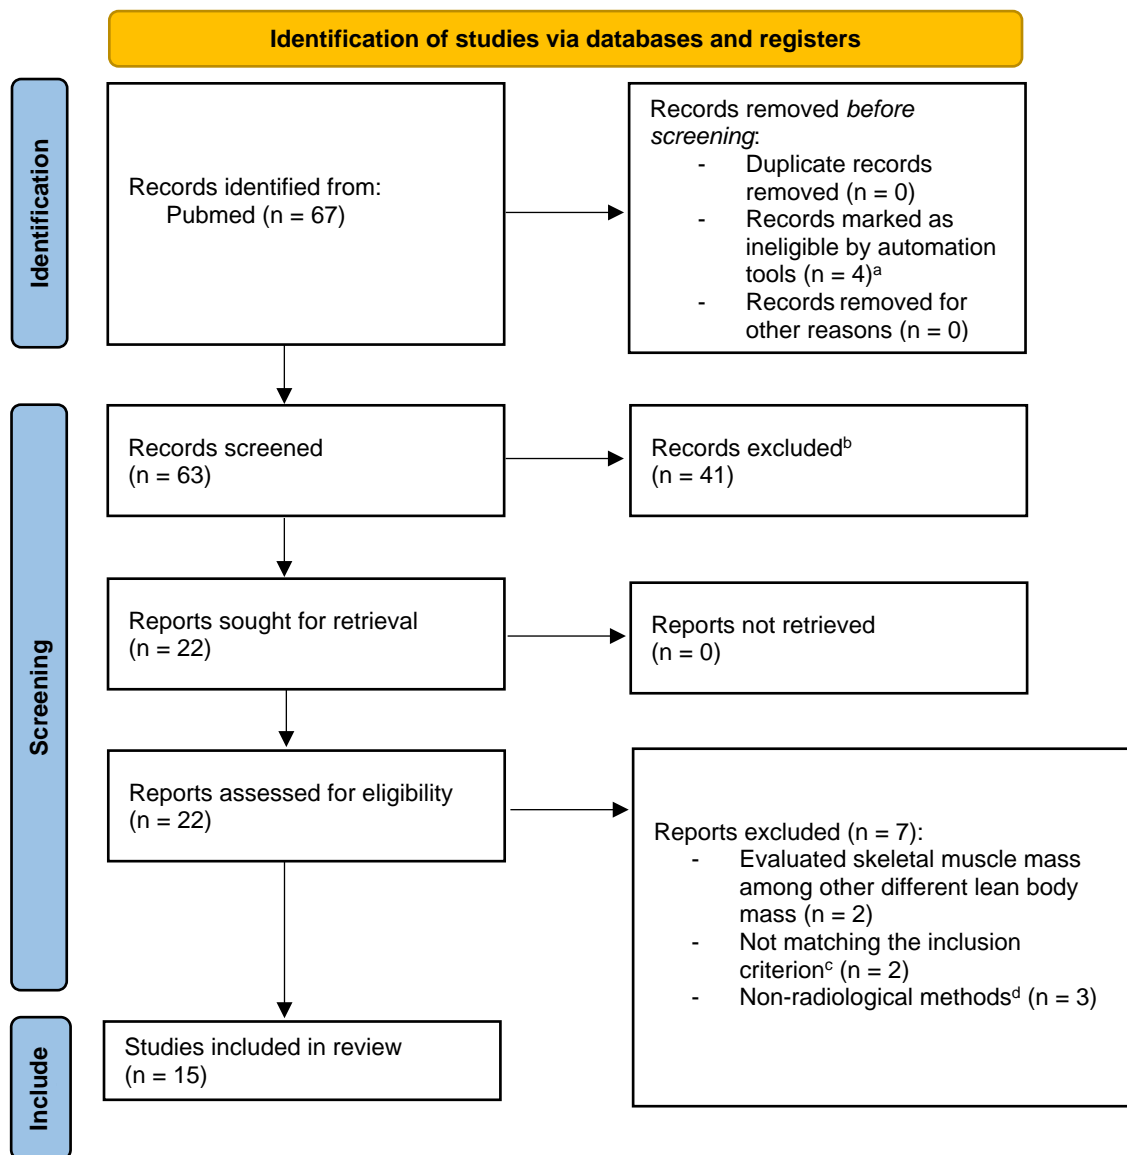 Identification of studies via databases and registers
Identification
Records identified from:
Pubmed (n = 67)
Records removed before
screening:
- Duplicate records
removed (n = 0)
- Records marked as
ineligible by automation
tools (n = 4)ᵃ
- Records removed for
other reasons (n = 0)
Screening
Records screened
(n = 63)
Records excludedᵇ
(n = 41)
Reports sought for retrieval
(n = 22)
Reports not retrieved
(n = 0)
Reports assessed for eligibility
(n = 22)
Reports excluded (n = 7):
- Evaluated skeletal muscle mass
among other different lean body
mass (n = 2)
- Not matching the inclusion
criterionᶜ (n = 2)
- Non-radiological methodsᵈ (n = 3)
Include
Studies included in review
(n = 15)